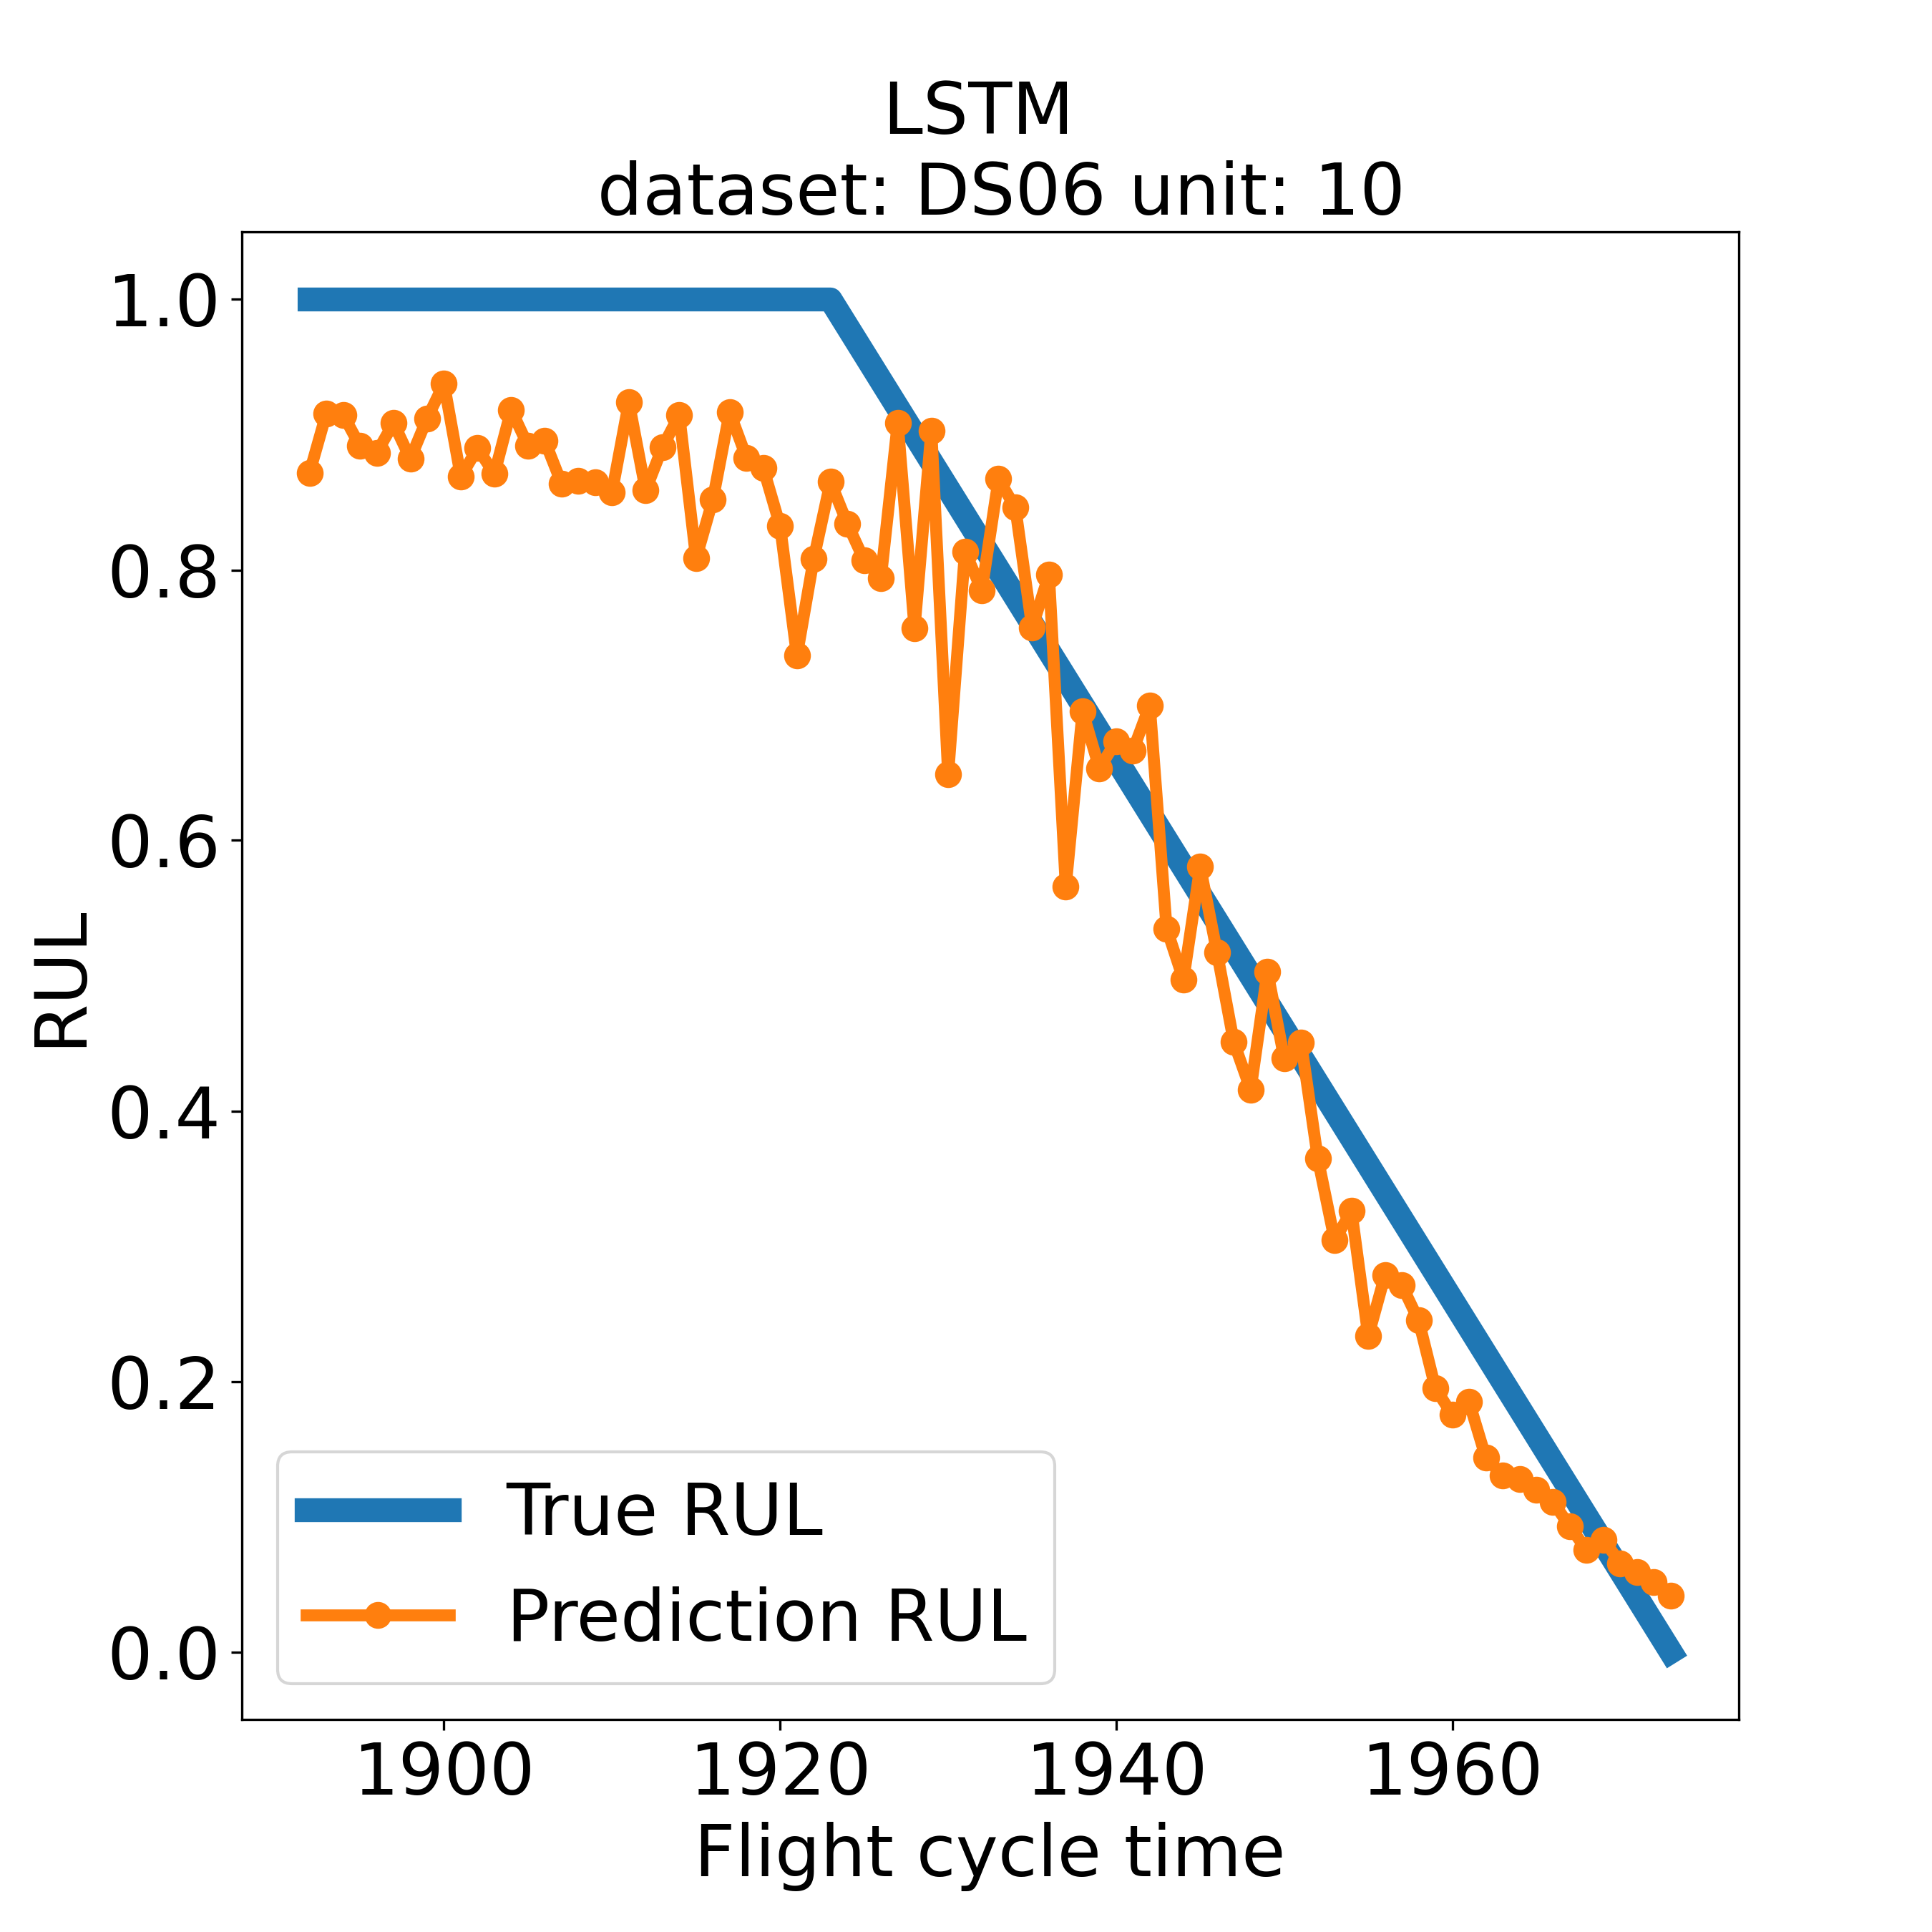 LSTM
dataset: DS06 unit: 10
1.0
0.8
0.6
0.4
0.2
0.0
RUL
True RUL
Prediction RUL
1900 1920 1940 1960
Flight cycle time